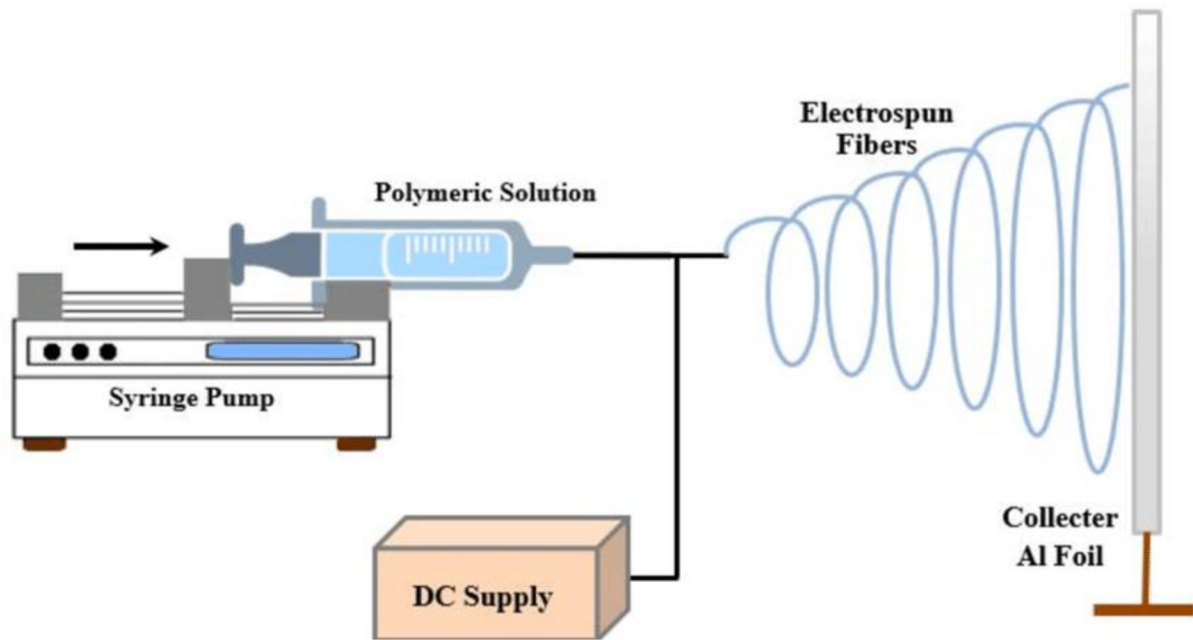 Electrospun
Fibers
Polymeric Solution
Syringe Pump
Collecter
Al Foil
DC Supply